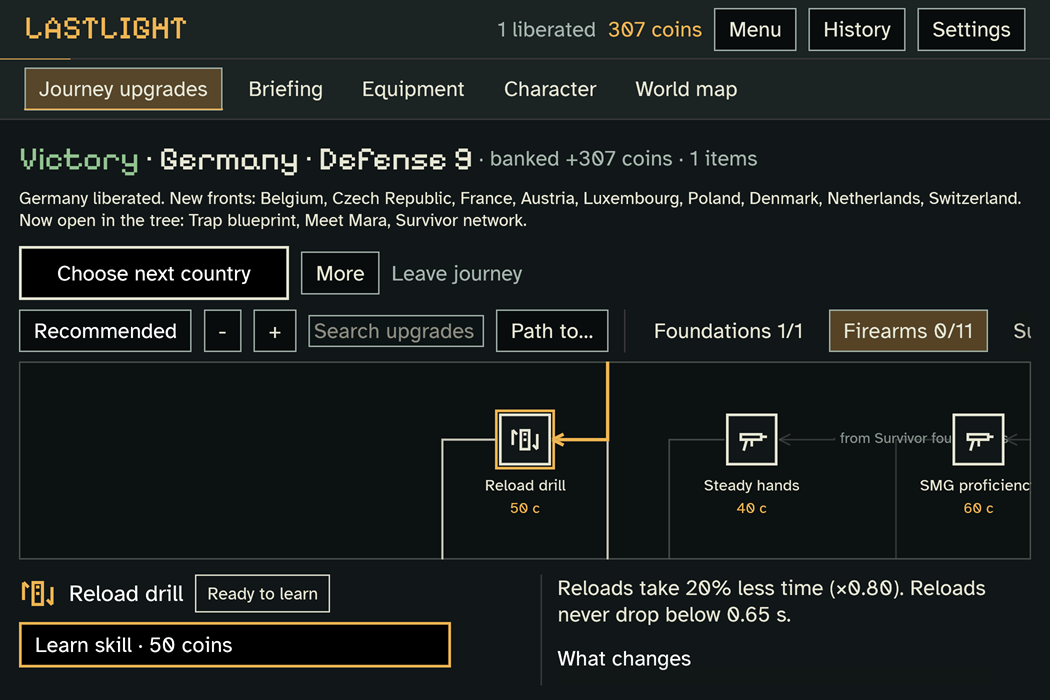 LASTLIGHT
1 liberated 307 coins Menu History Settings
Journey upgrades Briefing Equipment Character World map
Victory · Germany · Defense 9 · banked +307 coins · 1 items
Germany liberated. New fronts: Belgium, Czech Republic, France, Austria, Luxembourg, Poland, Denmark, Netherlands, Switzerland.
Now open in the tree: Trap blueprint, Meet Mara, Survivor network.
Choose next country More Leave journey
Recommended - + Search upgrades Path to... Foundations 1/1 Firearms 0/11
from Survivor
Reload drill Steady hands SMG
50 c 40 c 60 c
Reload drill Ready to learn
Learn skill · 50 coins
Reloads take 20% less time (×0.80). Reloads
never drop below 0.65 s.
What changes